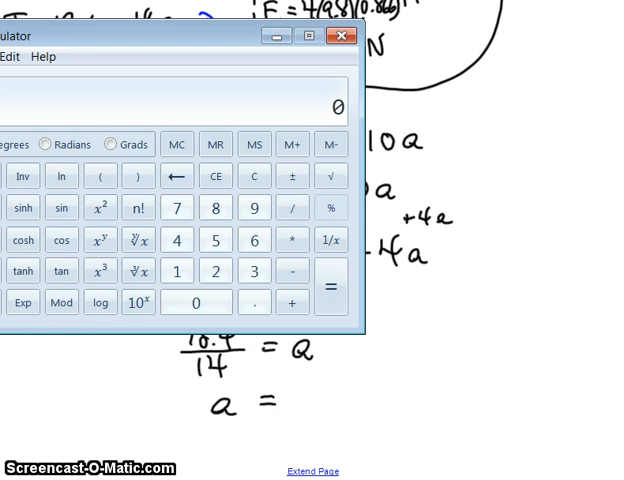 F = 4(9.8)(0.866)
N
ulator
Edit Help
0
egrees Radians Grads MC MR MS M+ M-
Inv ln ( ) ← CE C ± √
sinh sin x² n! 7 8 9 / %
cosh cos xʸ ʸ√x 4 5 6 * 1/x
tanh tan x³ ³√x 1 2 3 - =
Exp Mod log 10ˣ 0 . +
10a
a
+4a
4a
14 = a
a =
Extend Page
Screencast-O-Matic.com